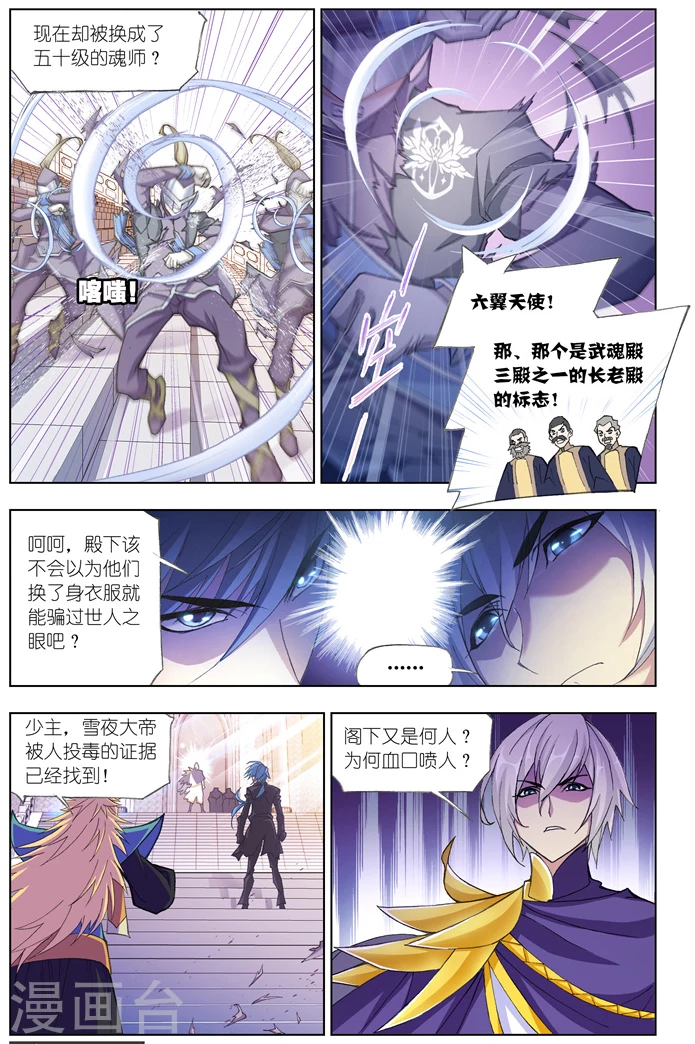 现在却被换成了
五十级的魂师？
喀嗤！
空
六翼天使！
那、那个是武魂殿
三殿之一的长老殿
的标志！
呵呵，殿下该
不会以为他们
换了身衣服就
能骗过世人之
眼吧？
……
少主，雪夜大帝
被人投毒的证据
已经找到！
阁下又是何人？
为何血口喷人？
漫画台